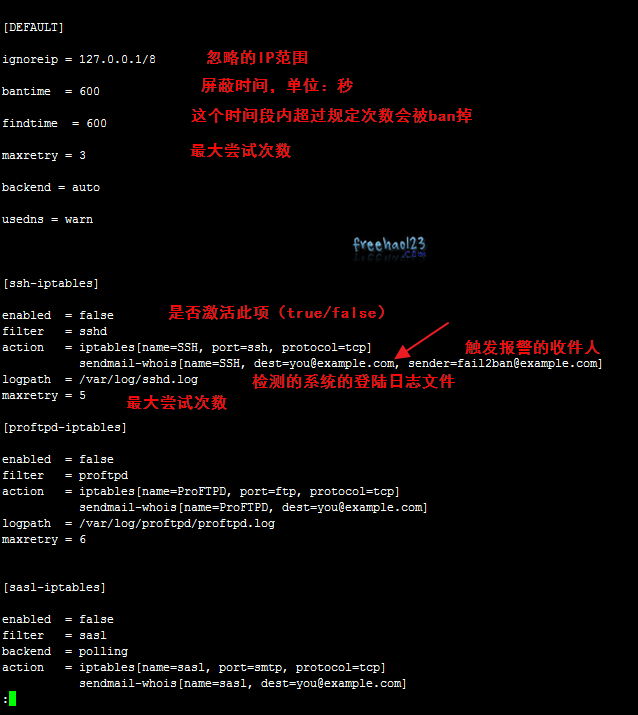 [DEFAULT]
ignoreip = 127.0.0.1/8 忽略的IP范围
bantime = 600 屏蔽时间，单位：秒
findtime = 600 这个时间段内超过规定次数会被ban掉
maxretry = 3 最大尝试次数
backend = auto
usedns = warn
freehao123
.com
[ssh-iptables]
enabled = false 是否激活此项（true/false）
filter = sshd
action = iptables[name=SSH, port=ssh, protocol=tcp] 触发报警的收件人
sendmail-whois[name=SSH, dest=you@example.com, sender=fail2ban@example.com]
logpath = /var/log/sshd.log 检测的系统的登陆日志文件
maxretry = 5 最大尝试次数
[proftpd-iptables]
enabled = false
filter = proftpd
action = iptables[name=ProFTPD, port=ftp, protocol=tcp]
sendmail-whois[name=ProFTPD, dest=you@example.com]
logpath = /var/log/proftpd/proftpd.log
maxretry = 6
[sasl-iptables]
enabled = false
filter = sasl
backend = polling
action = iptables[name=sasl, port=smtp, protocol=tcp]
sendmail-whois[name=sasl, dest=you@example.com]
: